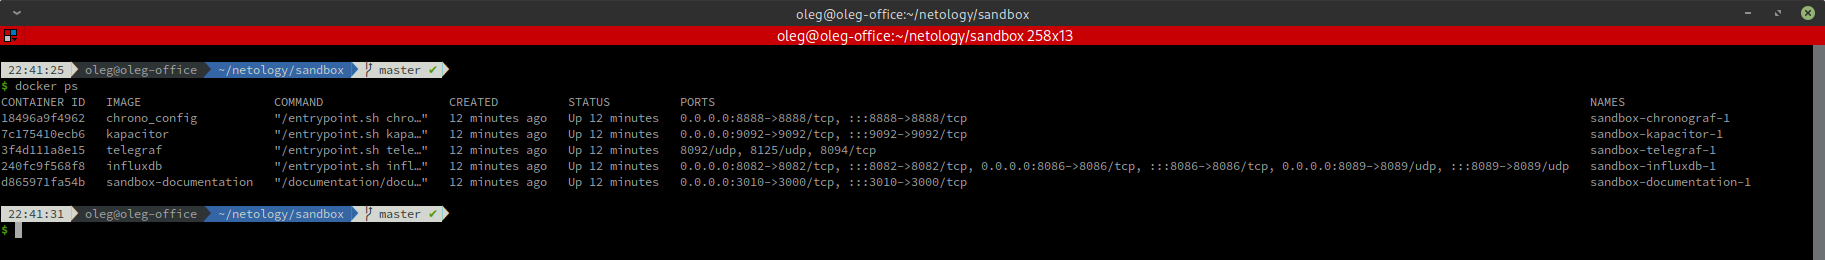 oleg@oleg-office:~/netology/sandbox
oleg@oleg-office:~/netology/sandbox 258x13
22:41:25 oleg@oleg-office ~/netology/sandbox master ✔
$ docker ps
CONTAINER ID IMAGE COMMAND CREATED STATUS PORTS NAMES
18496a9f4962 chrono_config "/entrypoint.sh chro…" 12 minutes ago Up 12 minutes 0.0.0.0:8888->8888/tcp, :::8888->8888/tcp sandbox-chronograf-1
7c175410ecb6 kapacitor "/entrypoint.sh kapa…" 12 minutes ago Up 12 minutes 0.0.0.0:9092->9092/tcp, :::9092->9092/tcp sandbox-kapacitor-1
3f4d111a8e15 telegraf "/entrypoint.sh tele…" 12 minutes ago Up 12 minutes 8092/udp, 8125/udp, 8094/tcp sandbox-telegraf-1
240fc9f568f8 influxdb "/entrypoint.sh infl…" 12 minutes ago Up 12 minutes 0.0.0.0:8082->8082/tcp, :::8082->8082/tcp, 0.0.0.0:8086->8086/tcp, :::8086->8086/tcp, 0.0.0.0:8089->8089/udp, :::8089->8089/udp sandbox-influxdb-1
d865971fa54b sandbox-documentation "/documentation/docu…" 12 minutes ago Up 12 minutes 0.0.0.0:3010->3000/tcp, :::3010->3000/tcp sandbox-documentation-1
22:41:31 oleg@oleg-office ~/netology/sandbox master ✔
$